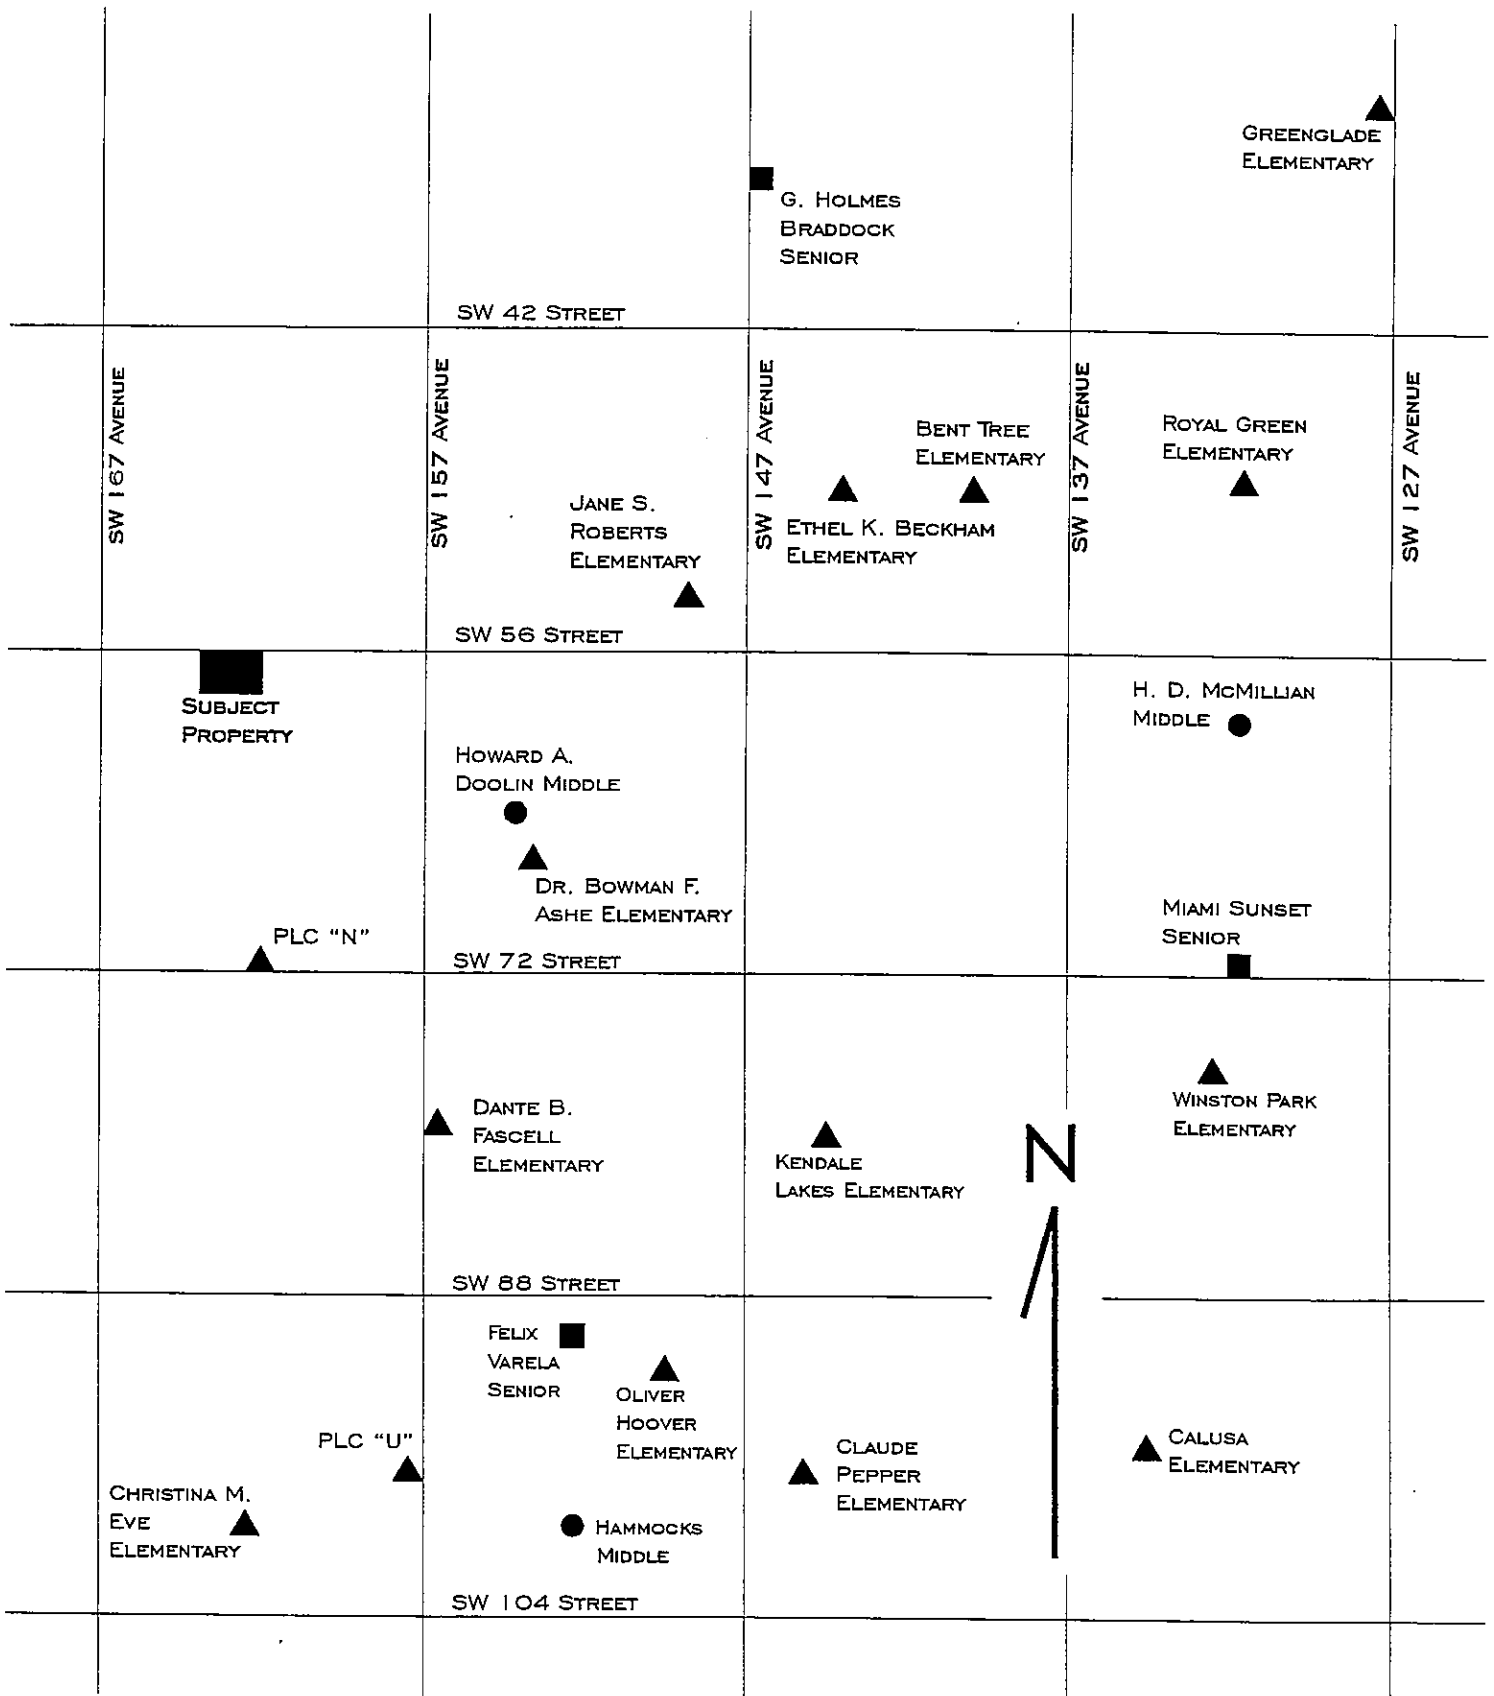 GREENGLADE
ELEMENTARY
G. HOLMES
BRADDOCK
SENIOR
SW 42 STREET
SW 167 AVENUE
SW 157 AVENUE
SW 147 AVENUE
SW 137 AVENUE
SW 127 AVENUE
BENT TREE
ELEMENTARY
ROYAL GREEN
ELEMENTARY
JANE S.
ROBERTS
ELEMENTARY
ETHEL K. BECKHAM
ELEMENTARY
SW 56 STREET
SUBJECT
PROPERTY
H. D. MCMILLIAN
MIDDLE
HOWARD A.
DOOLIN MIDDLE
DR. BOWMAN F.
ASHE ELEMENTARY
MIAMI SUNSET
SENIOR
PLC "N"
SW 72 STREET
DANTE B.
FASCELL
ELEMENTARY
KENDALE
LAKES ELEMENTARY
N
WINSTON PARK
ELEMENTARY
SW 88 STREET
FELIX
VARELA
SENIOR
OLIVER
HOOVER
ELEMENTARY
PLC "U"
CLAUDE
PEPPER
ELEMENTARY
CALUSA
ELEMENTARY
CHRISTINA M.
EVE
ELEMENTARY
HAMMOCKS
MIDDLE
SW 104 STREET